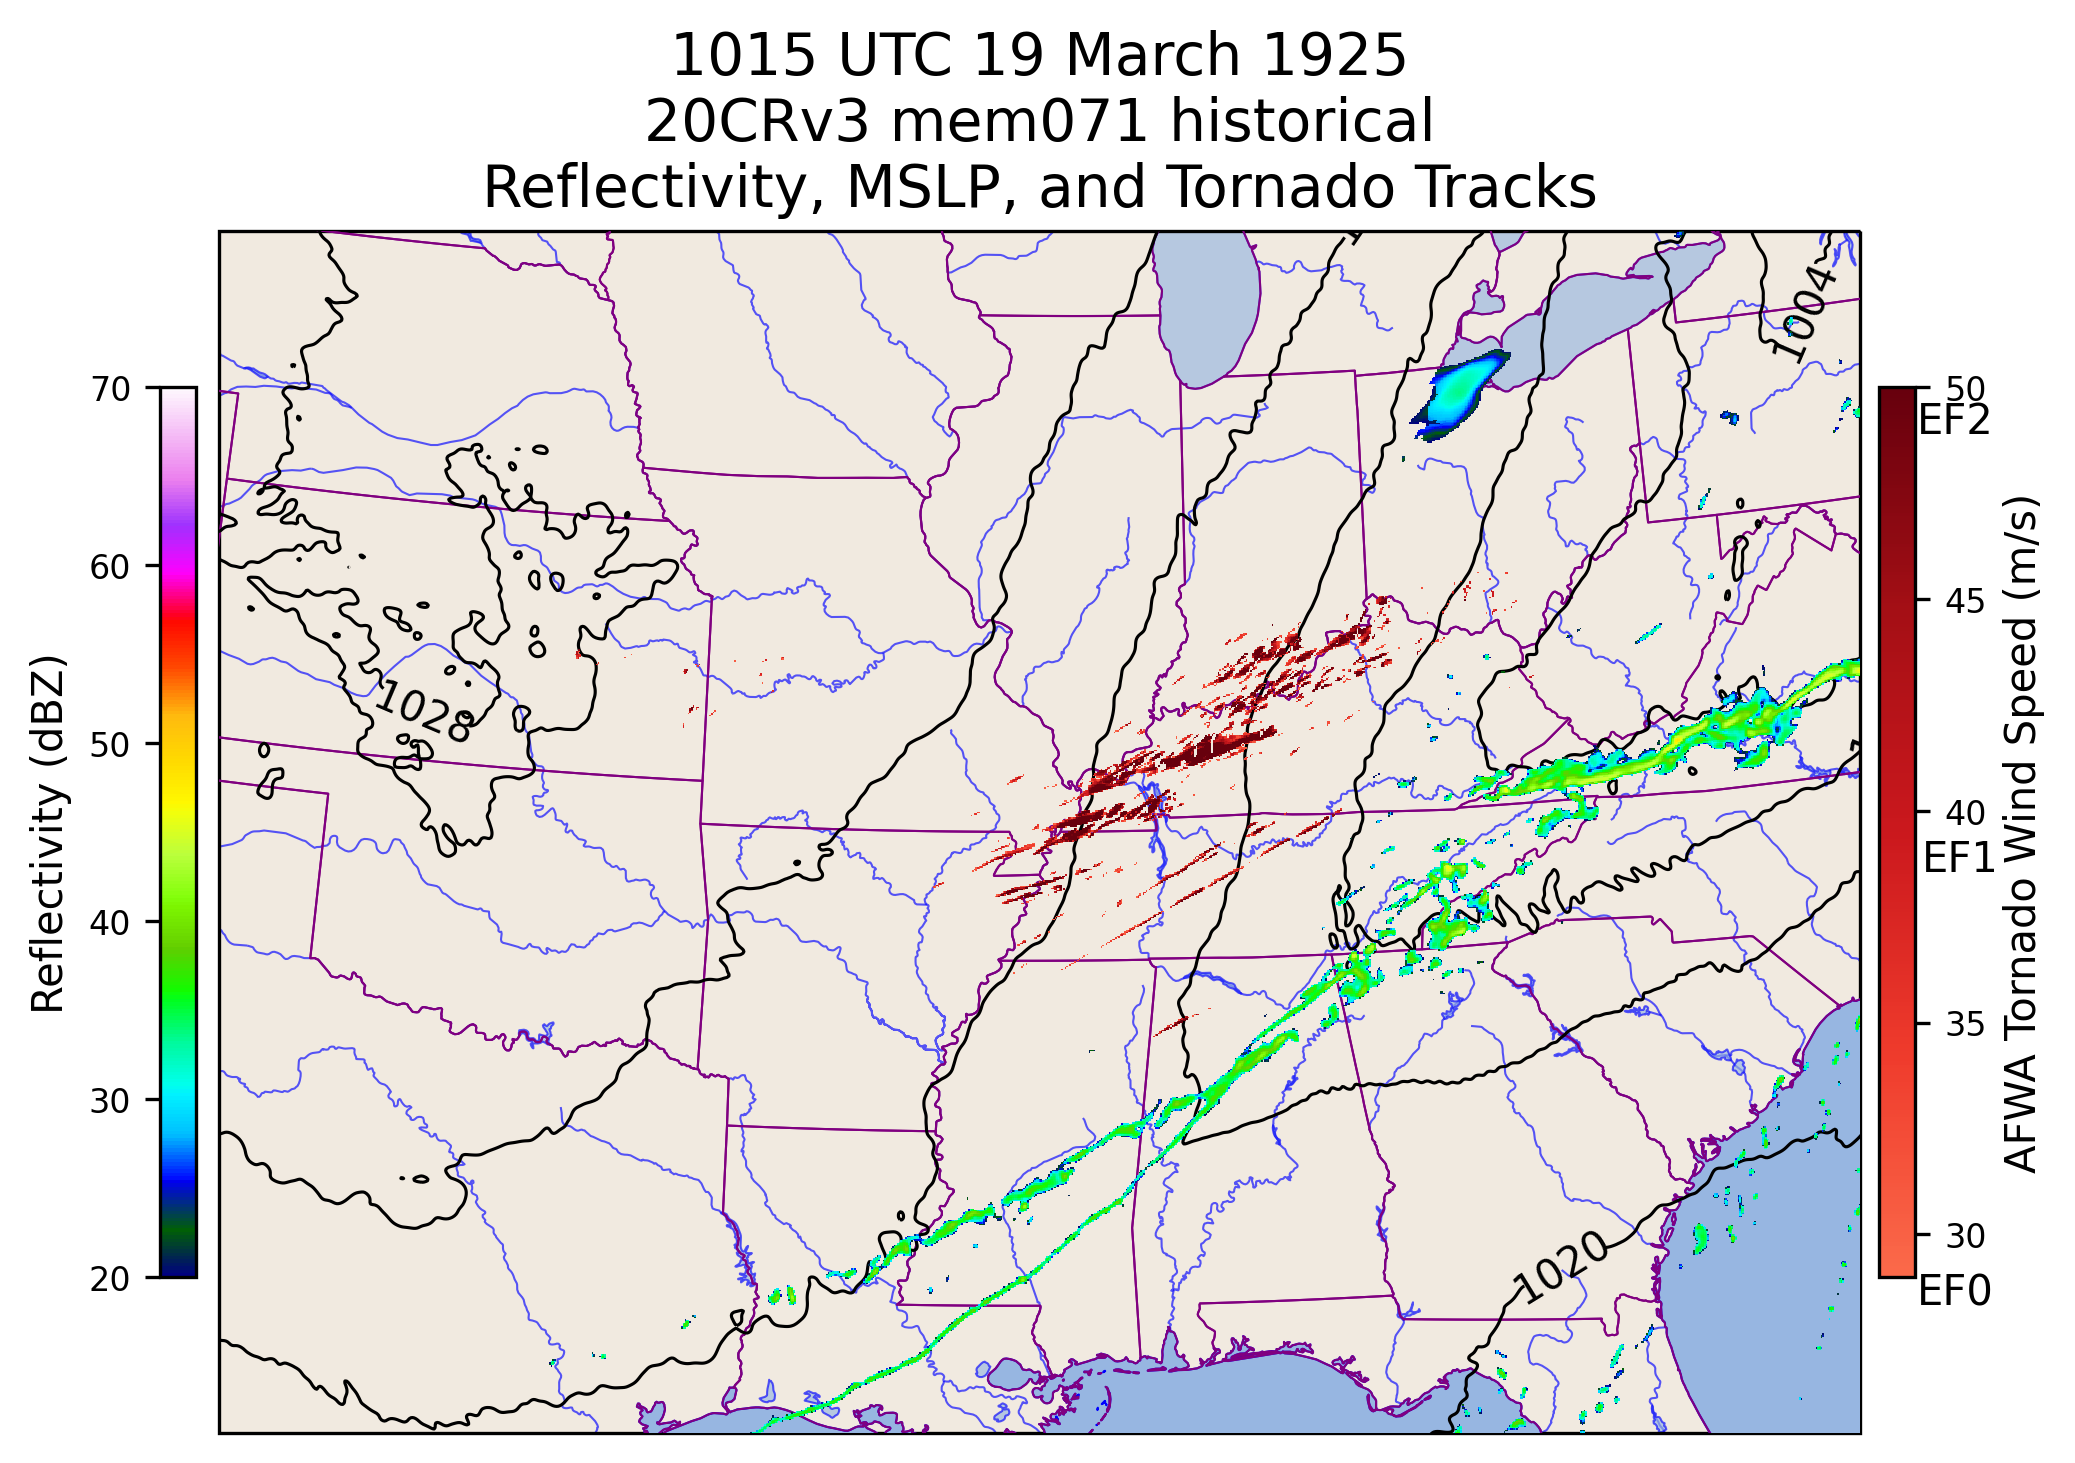 1015 UTC 19 March 1925
20CRv3 mem071 historical
Reflectivity, MSLP, and Tornado Tracks
1004
1028
1020
Reflectivity (dBZ)
70
60
50
40
30
20
50
EF2
45
40
EF1
35
30
EF0
AFWA Tornado Wind Speed (m/s)